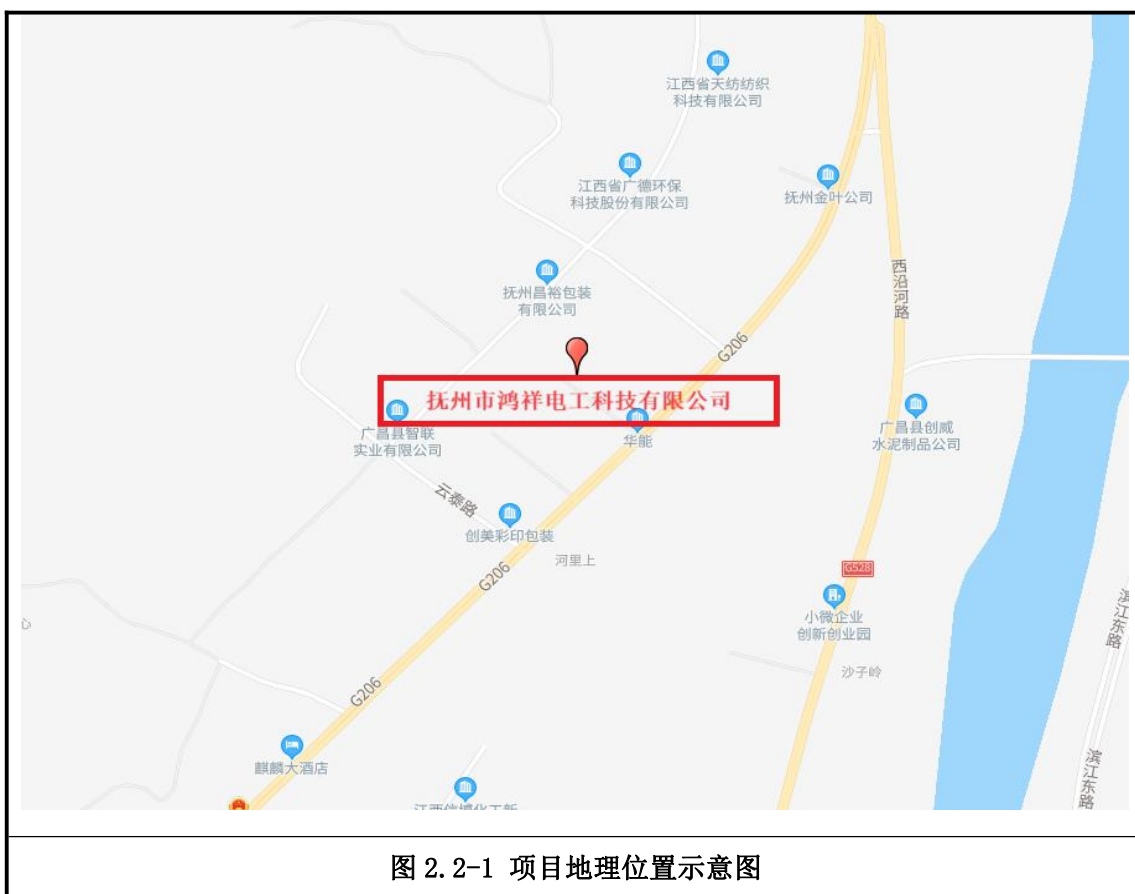 江西省天纺纺织
科技有限公司
江西省广德环保
科技股份有限公司
抚州金叶公司
西沿河路
抚州昌裕包装
有限公司
G206
抚州市鸿祥电工科技有限公司
广昌县智联
实业有限公司
华能
广昌县创威
水泥制品公司
云泰路
创美彩印包装
河里上
G206
G528
小微企业
创新创业园
滨江东路
沙子岭
G206
麒麟大酒店
滨江东路
图 2.2-1 项目地理位置示意图